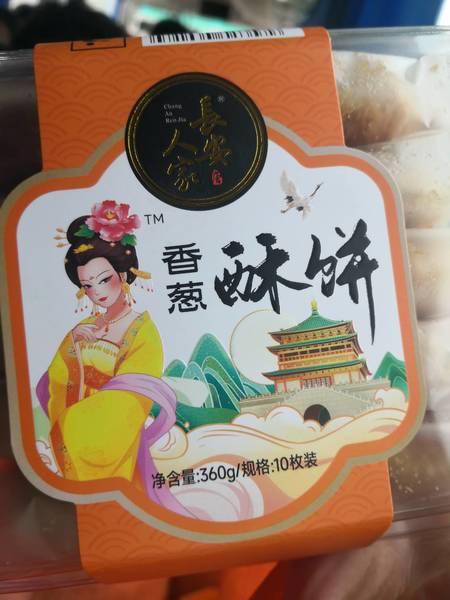 Chang
An
Ren Jia
®
長安
人家
TM
香葱
酥饼
净含量:360g/规格:10枚装